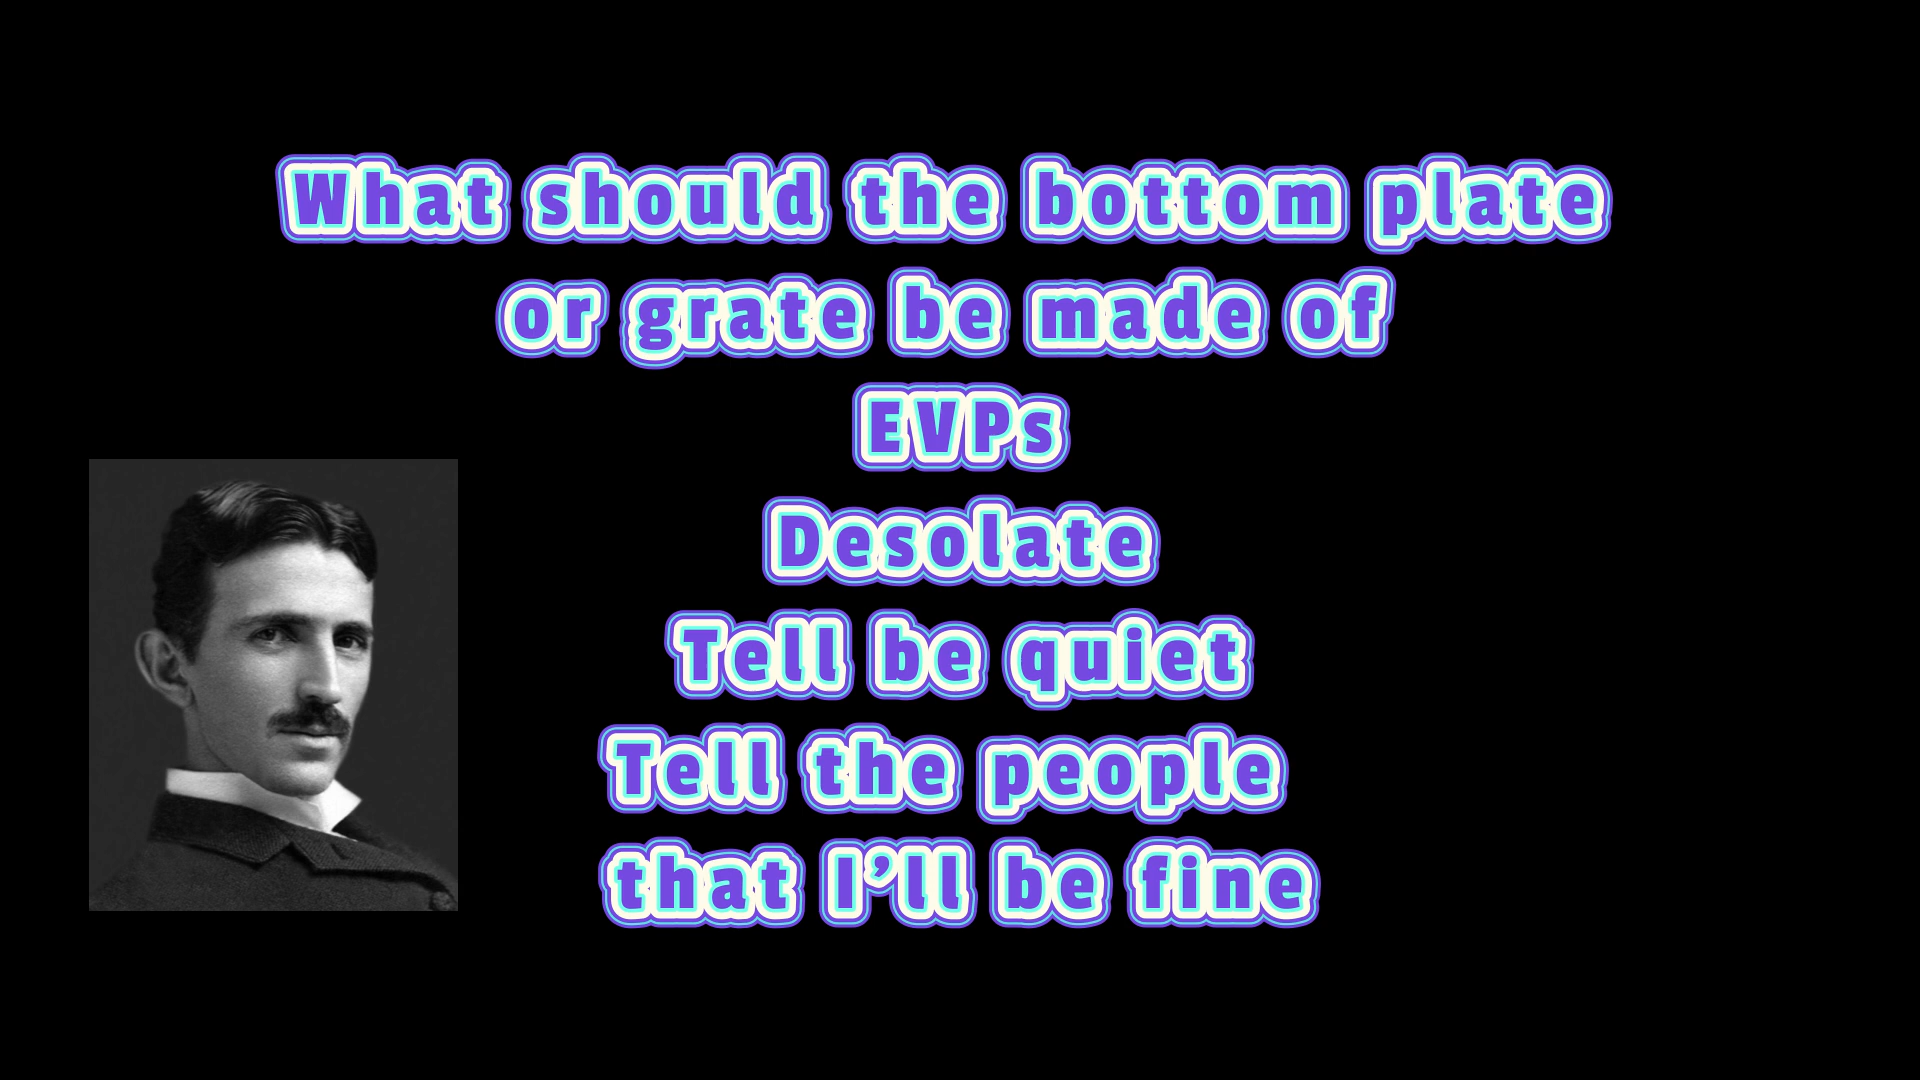 What should the bottom plate
or grate be made of
EVPs
Desolate
Tell be quiet
Tell the people
that I’ll be fine